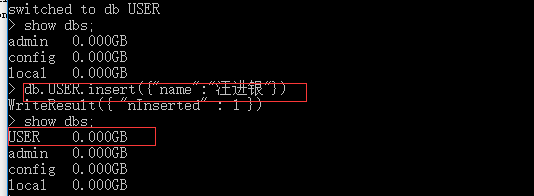 switched to db USER
> show dbs;
admin   0.000GB
config  0.000GB
local   0.000GB
> db.USER.insert({"name":"汪进银"})
WriteResult({ "nInserted" : 1 })
> show dbs;
USER    0.000GB
admin   0.000GB
config  0.000GB
local   0.000GB